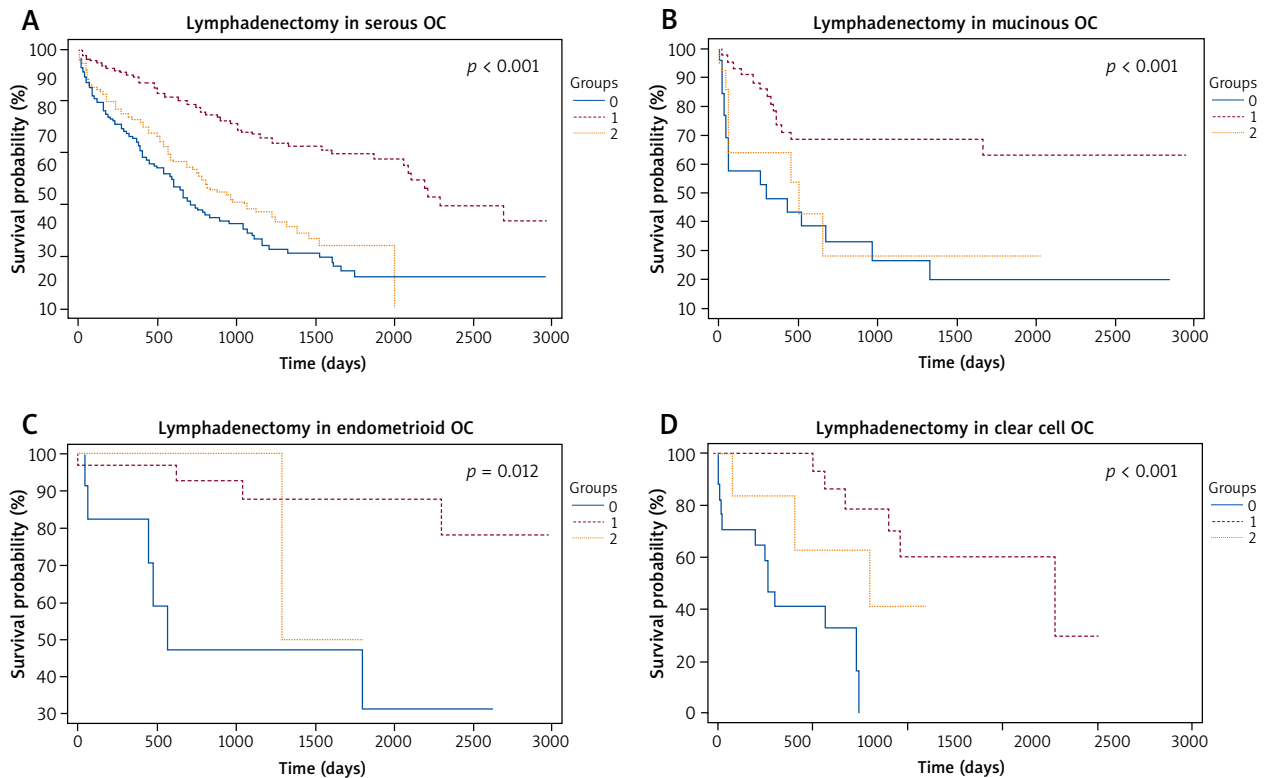 A
Lymphadenectomy in serous OC
100
90
80
70
60
50
40
30
20
10
Survival probability (%)
p < 0.001
Groups
0
1
2
0 500 1000 1500 2000 2500 3000
Time (days)
B
Lymphadenectomy in mucinous OC
100
90
80
70
60
50
40
30
20
10
Survival probability (%)
p < 0.001
Groups
0
1
2
0 500 1000 1500 2000 2500 3000
Time (days)
C
Lymphadenectomy in endometrioid OC
100
90
80
70
60
50
40
30
Survival probability (%)
p = 0.012
Groups
0
1
2
0 500 1000 1500 2000 2500 3000
Time (days)
D
Lymphadenectomy in clear cell OC
100
80
60
40
20
0
Survival probability (%)
p < 0.001
Groups
0
1
2
0 500 1000 1500 2000 2500 3000
Time (days)